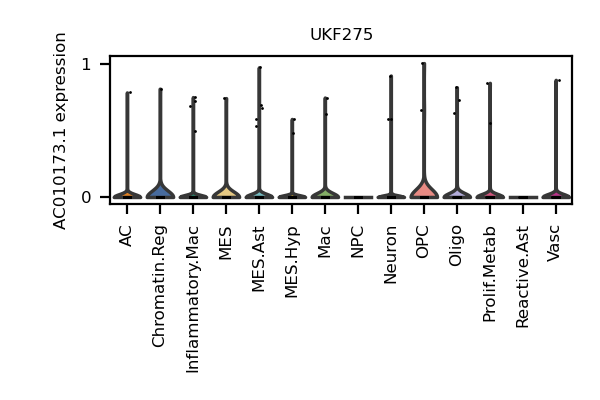 UKF275
AC010173.1 expression
1
0
AC
Chromatin.Reg
Inflammatory.Mac
MES
MES.Ast
MES.Hyp
Mac
NPC
Neuron
OPC
Oligo
Prolif.Metab
Reactive.Ast
Vasc